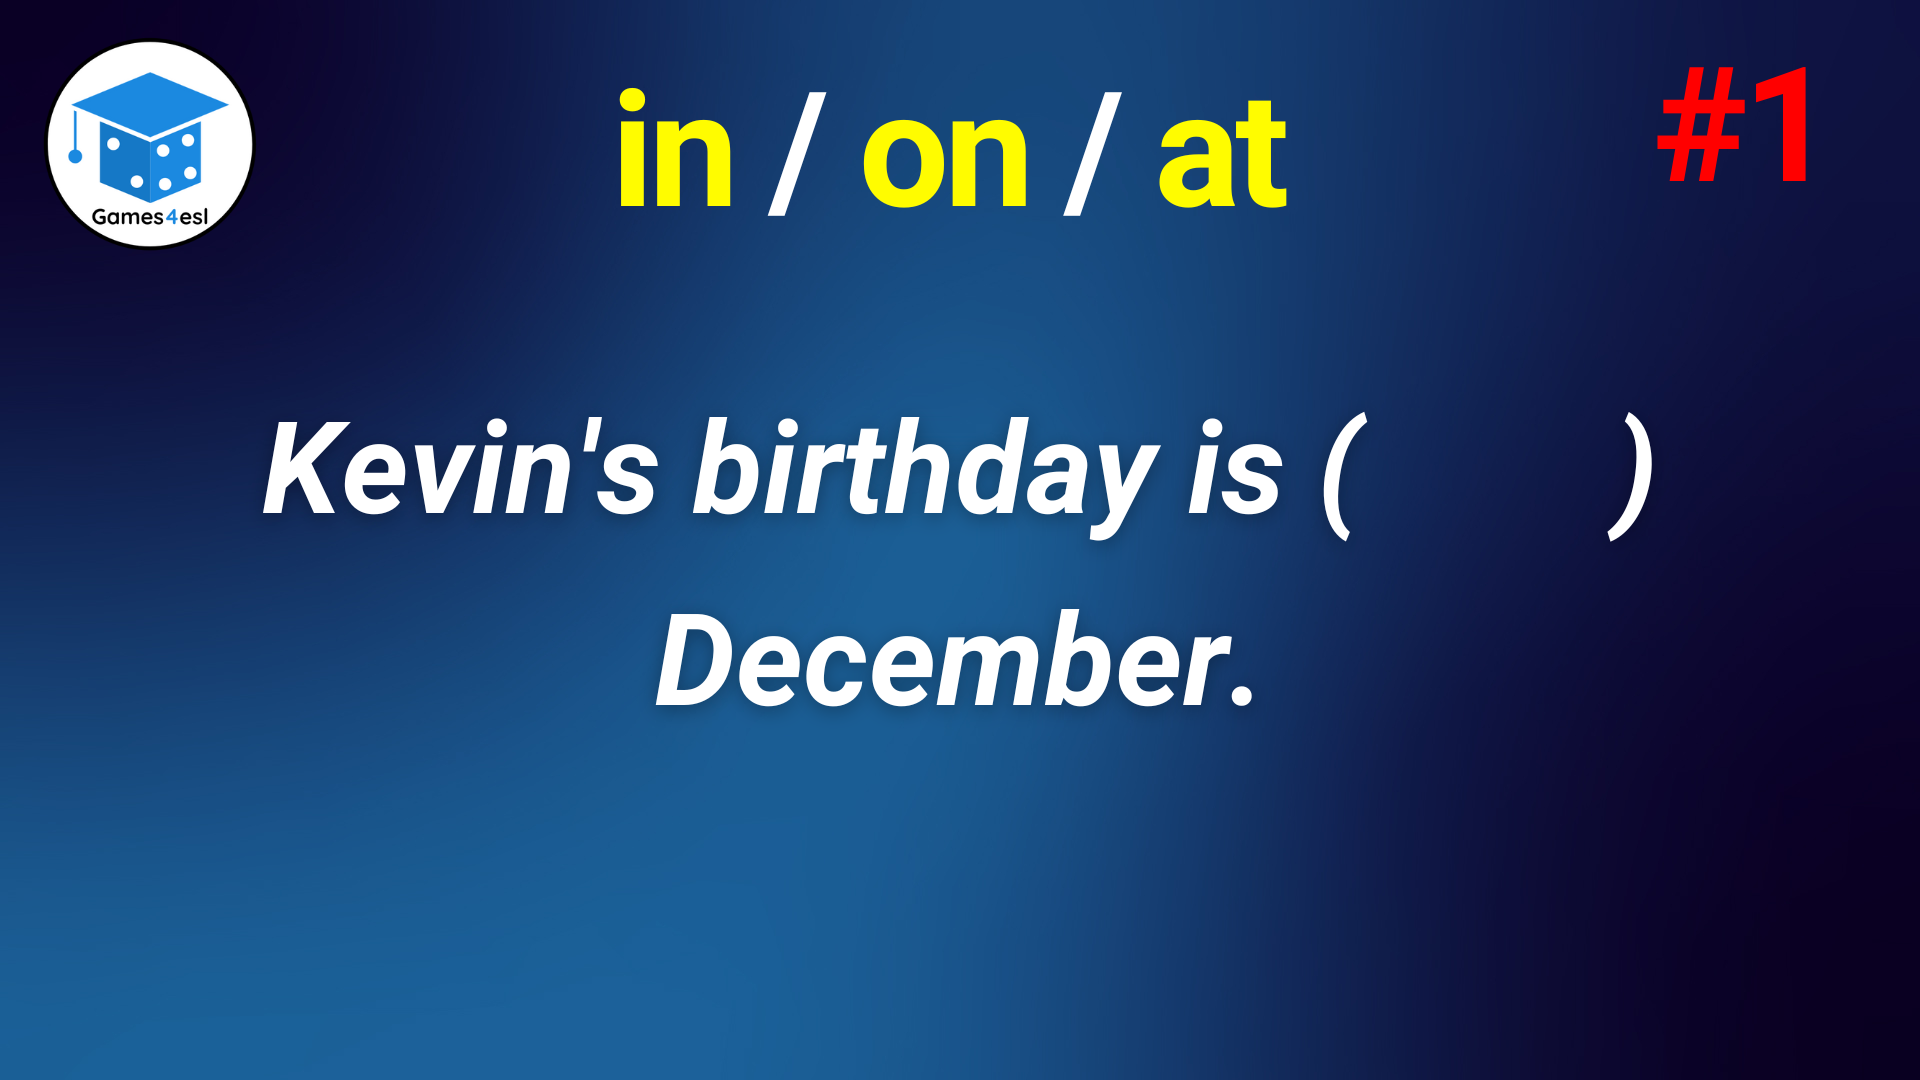 Games4esl
in / on / at
#1
Kevin's birthday is ( )
December.